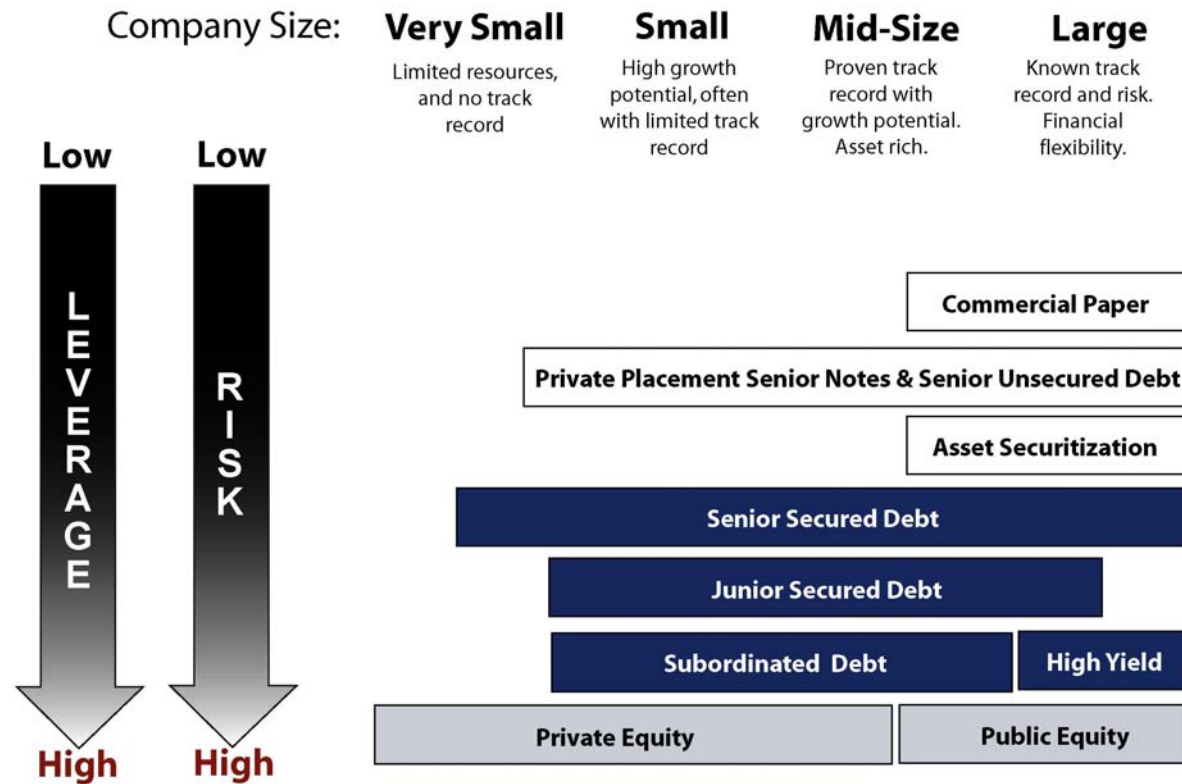 Company Size:
Very Small
Limited resources,
and no track
record
Small
High growth
potential, often
with limited track
record
Mid-Size
Proven track
record with
growth potential.
Asset rich.
Large
Known track
record and risk.
Financial
flexibility.
Low
LEVERAGE
High
Low
RISK
High
Commercial Paper
Private Placement Senior Notes & Senior Unsecured Debt
Asset Securitization
Senior Secured Debt
Junior Secured Debt
Subordinated Debt
High Yield
Private Equity
Public Equity